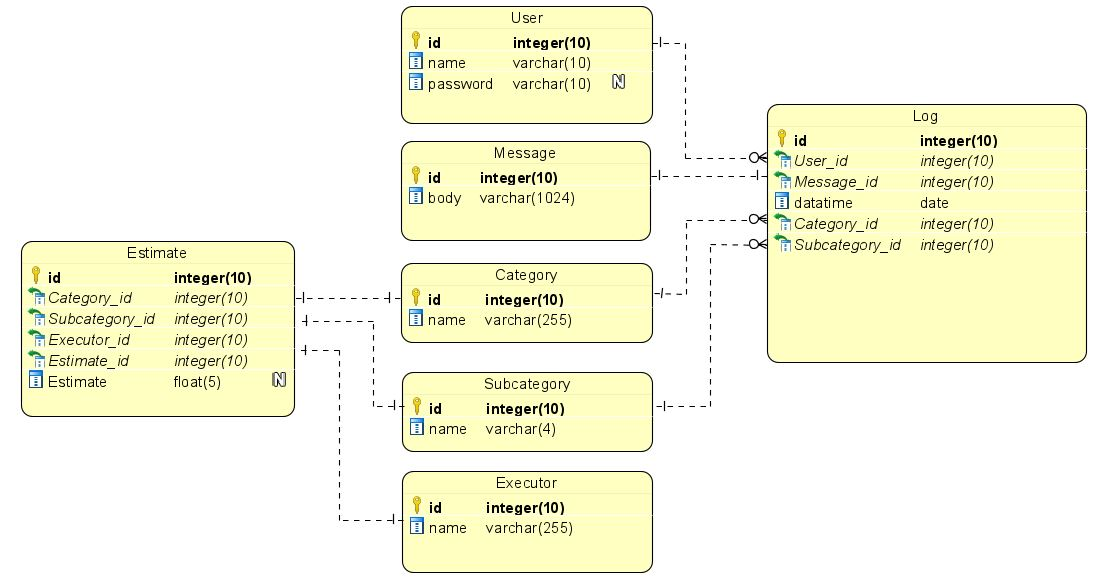 User
id integer(10)
name varchar(10)
password varchar(10) N
Message
id integer(10)
body varchar(1024)
Log
id integer(10)
User_id integer(10)
Message_id integer(10)
datatime date
Category_id integer(10)
Subcategory_id integer(10)
Estimate
id integer(10)
Category_id integer(10)
Subcategory_id integer(10)
Executor_id integer(10)
Estimate_id integer(10)
Estimate float(5) N
Category
id integer(10)
name varchar(255)
Subcategory
id integer(10)
name varchar(4)
Executor
id integer(10)
name varchar(255)